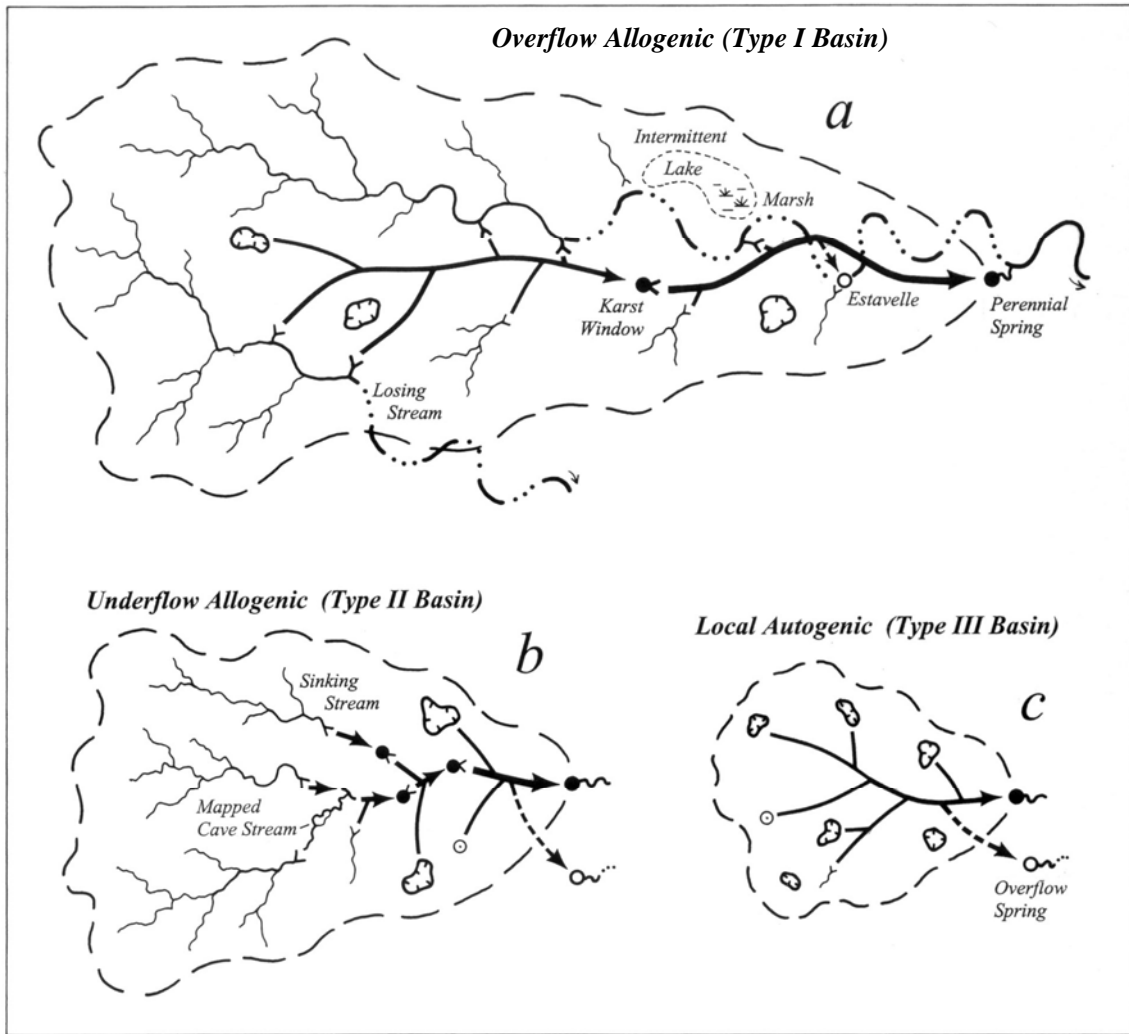 Overflow Allogenic (Type I Basin)
a
Intermittent
Lake
Marsh
Karst
Window
Estavelle
Perennial
Spring
Losing
Stream
Underflow Allogenic (Type II Basin)
b
Sinking
Stream
Mapped
Cave Stream
Local Autogenic (Type III Basin)
c
Overflow
Spring